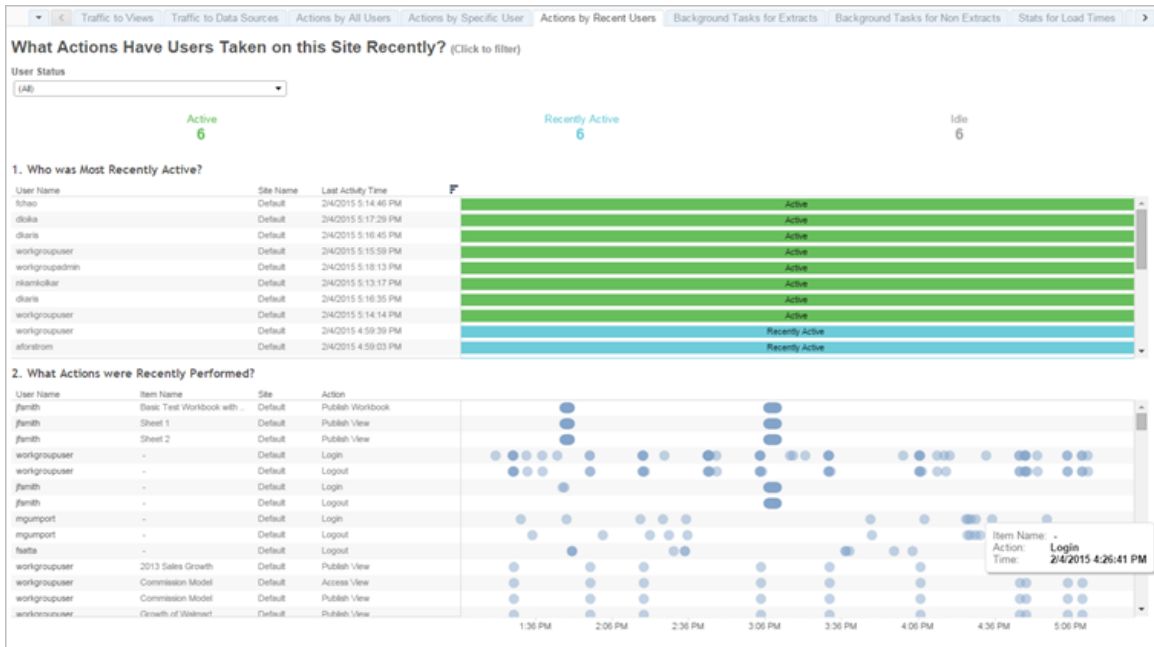 Traffic to Views Traffic to Data Sources Actions by All Users Actions by Specific User Actions by Recent Users Background Tasks for Extracts Background Tasks for Non Extracts Stats for Load Times
What Actions Have Users Taken on this Site Recently? (Click to filter)
User Status
(All)
Active Recently Active Idle
6 6 6
1. Who was Most Recently Active?
User Name Site Name Last Activity Time
fchao Default 2/4/2015 5:14:46 PM Active
dloika Default 2/4/2015 5:17:29 PM Active
dkaris Default 2/4/2015 5:16:45 PM Active
workgroupuser Default 2/4/2015 5:15:59 PM Active
workgroupadmin Default 2/4/2015 5:18:13 PM Active
nkamkolkar Default 2/4/2015 5:13:17 PM Active
dkaris Default 2/4/2015 5:16:35 PM Active
workgroupuser Default 2/4/2015 5:14:14 PM Active
workgroupuser Default 2/4/2015 4:59:39 PM Recently Active
aforstrom Default 2/4/2015 4:59:03 PM Recently Active
2. What Actions were Recently Performed?
User Name Item Name Site Action
jfsmith Basic Test Workbook with .. Default Publish Workbook
jfsmith Sheet 1 Default Publish View
jfsmith Sheet 2 Default Publish View
workgroupuser - Default Login
workgroupuser - Default Logout
jfsmith - Default Login
jfsmith - Default Logout
mgumport - Default Login
mgumport - Default Logout
fsatta - Default Logout
Item Name: -
Action: Login
Time: 2/4/2015 4:26:41 PM
workgroupuser 2013 Sales Growth Default Publish View
workgroupuser Commission Model Default Access View
workgroupuser Commission Model Default Publish View
workgroupuser Growth of Walmart Default Publish View
1:36 PM 2:06 PM 2:36 PM 3:06 PM 3:36 PM 4:06 PM 4:36 PM 5:06 PM